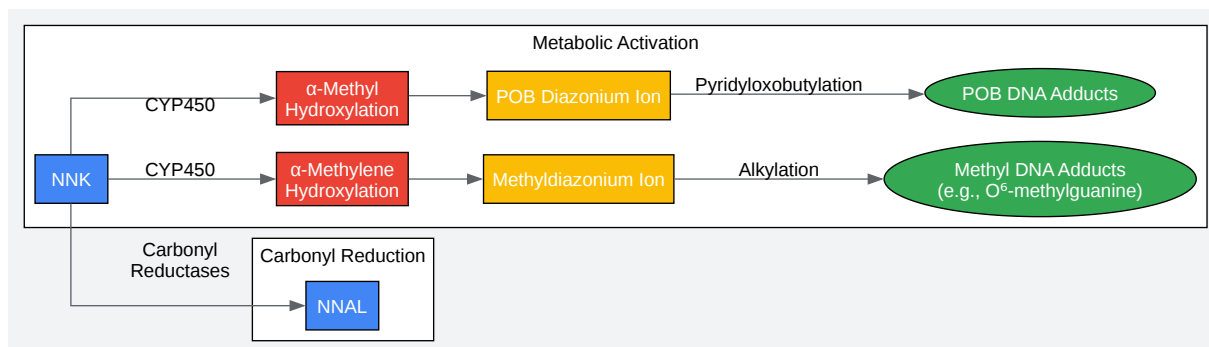 Metabolic Activation
CYP450
α-Methyl
Hydroxylation
POB Diazonium Ion
Pyridyloxobutylation
POB DNA Adducts
NNK
CYP450
α-Methylene
Hydroxylation
Methyldiazonium Ion
Alkylation
Methyl DNA Adducts
(e.g., O⁶-methylguanine)
Carbonyl
Reductases
Carbonyl Reduction
NNAL